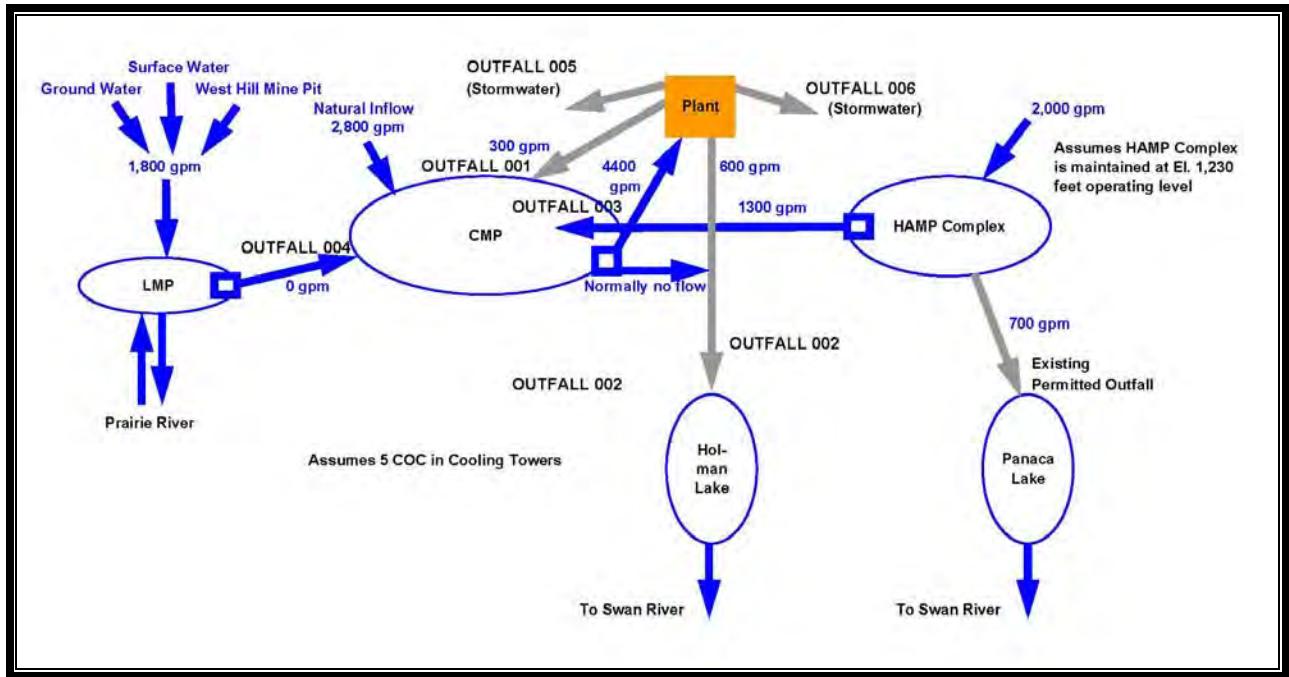 Surface Water
Ground Water
West Hill Mine Pit
1,800 gpm
Natural Inflow
2,800 gpm
OUTFALL 005
(Stormwater)
Plant
OUTFALL 006
(Stormwater)
2,000 gpm
Assumes HAMP Complex
is maintained at El. 1,230
feet operating level
300 gpm
OUTFALL 001
4400
gpm
600 gpm
OUTFALL 003
1300 gpm
CMP
HAMP Complex
OUTFALL 004
LMP
0 gpm
Normally no flow
700 gpm
OUTFALL 002
Existing
Permitted Outfall
OUTFALL 002
Prairie River
Assumes 5 COC in Cooling Towers
Hol-
man
Lake
Panaca
Lake
To Swan River
To Swan River